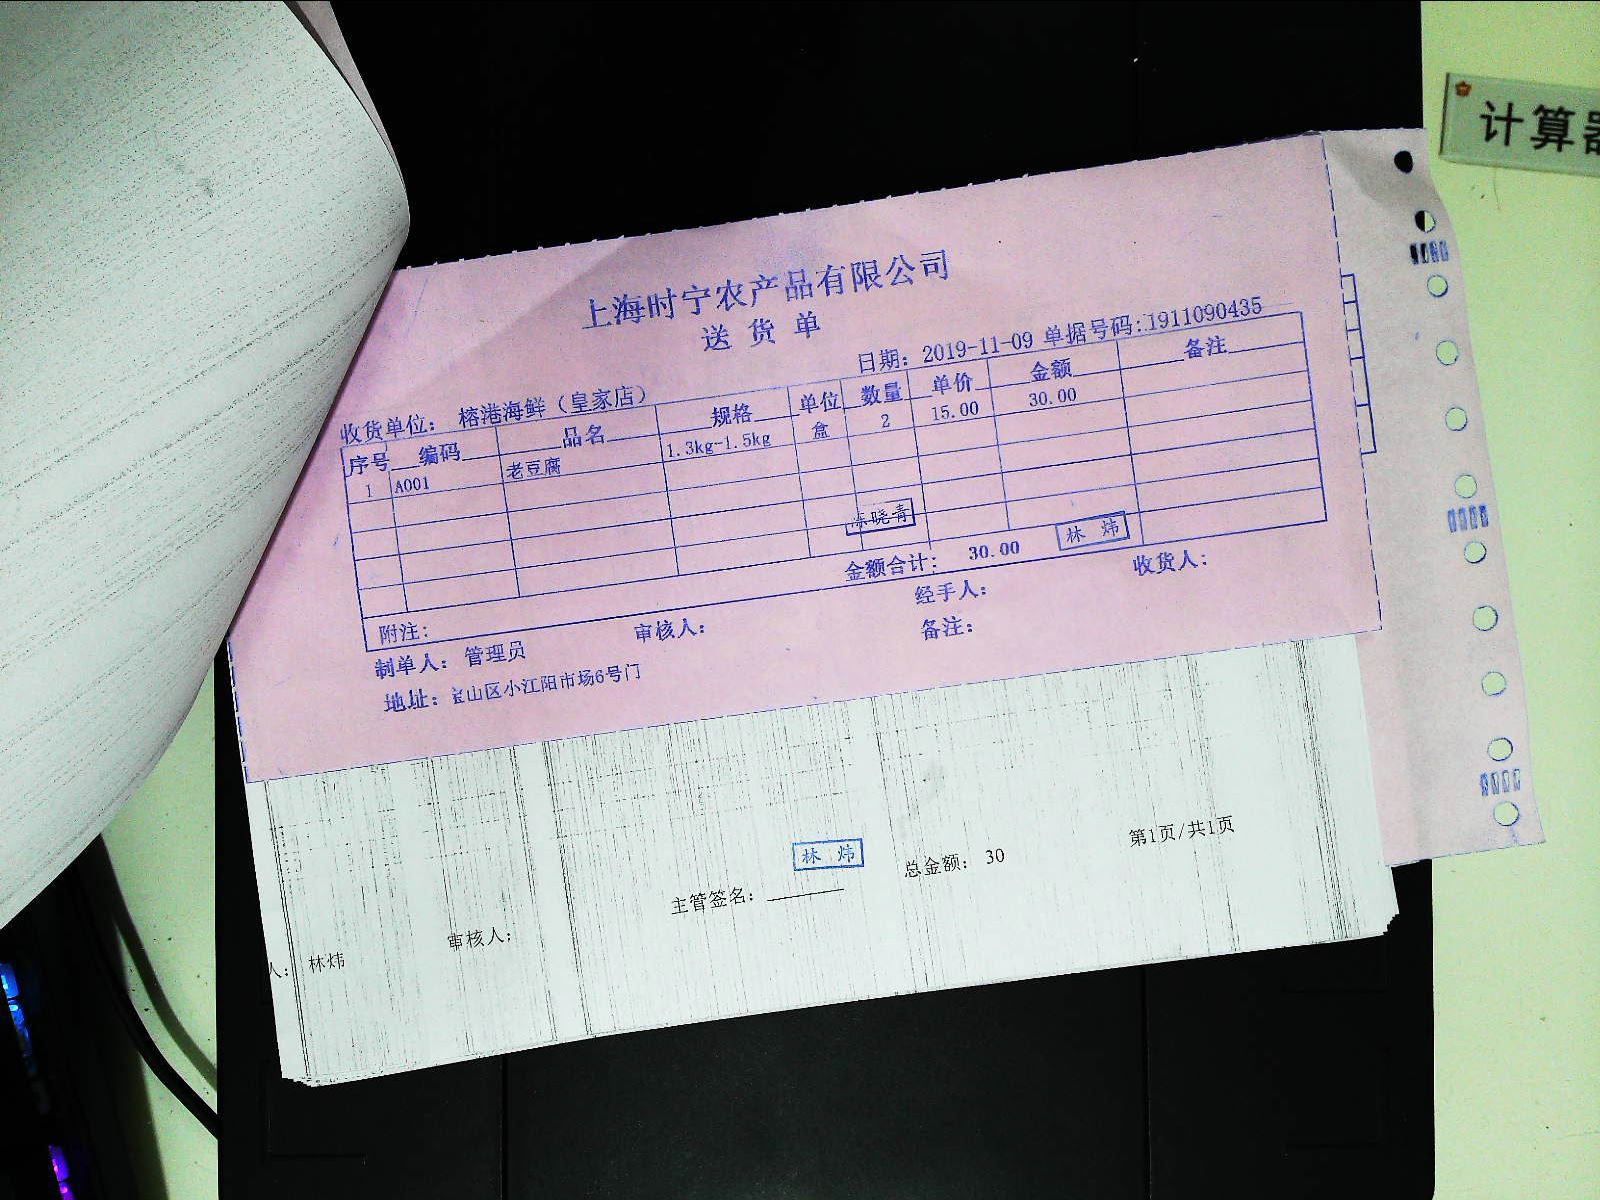 计算器
上海时宁农产品有限公司
送货单
日期: 2019-11-09 单据号码:1911090435
收货单位: 榕港海鲜（皇家店）
序号 编码 品名 规格 单位 数量 单价 金额 备注
1 A001 老豆腐 1.3kg-1.5kg 盒 2 15.00 30.00
晓青
林炜
金额合计: 30.00
附注:
制单人: 管理员 审核人: 经手人: 收货人:
地址: 宝山区小江阳市场6号门 备注:
林炜
主管签名: 总金额: 30 第1页/共1页
人: 林炜 审核人: